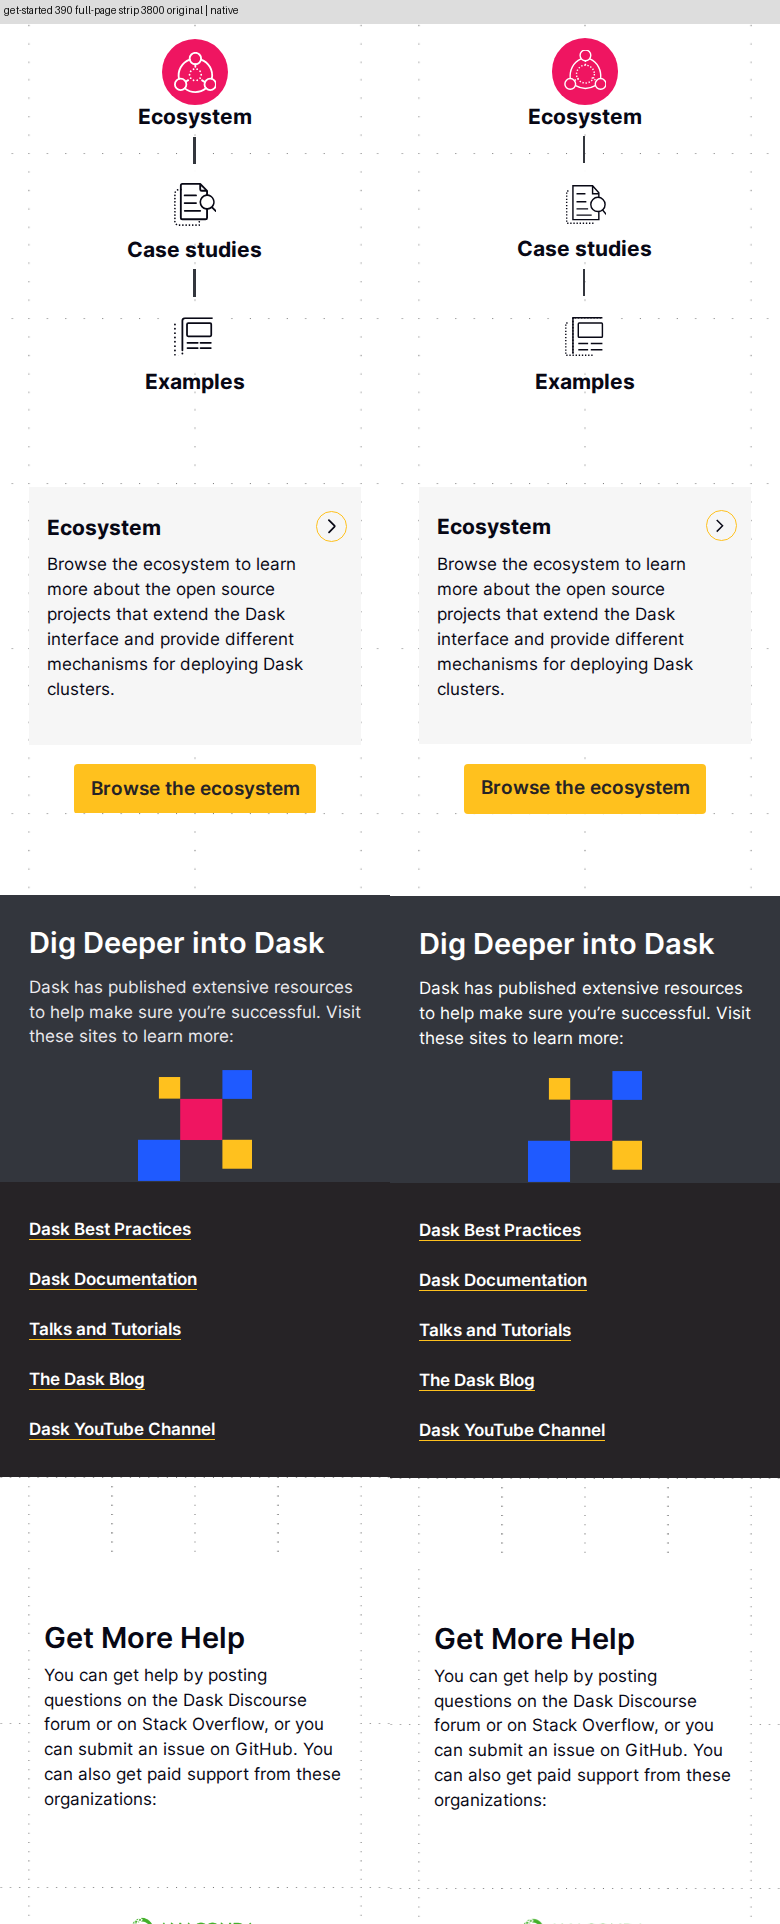 get-started 390 full-page strip 3800 original | native
Ecosystem
Case studies
Examples
Ecosystem
Browse the ecosystem to learn
more about the open source
projects that extend the Dask
interface and provide different
mechanisms for deploying Dask
clusters.
Browse the ecosystem
Dig Deeper into Dask
Dask has published extensive resources
to help make sure you’re successful. Visit
these sites to learn more:
Dask Best Practices
Dask Documentation
Talks and Tutorials
The Dask Blog
Dask YouTube Channel
Get More Help
You can get help by posting
questions on the Dask Discourse
forum or on Stack Overflow, or you
can submit an issue on GitHub. You
can also get paid support from these
organizations:
Ecosystem
Case studies
Examples
Ecosystem
Browse the ecosystem to learn
more about the open source
projects that extend the Dask
interface and provide different
mechanisms for deploying Dask
clusters.
Browse the ecosystem
Dig Deeper into Dask
Dask has published extensive resources
to help make sure you’re successful. Visit
these sites to learn more:
Dask Best Practices
Dask Documentation
Talks and Tutorials
The Dask Blog
Dask YouTube Channel
Get More Help
You can get help by posting
questions on the Dask Discourse
forum or on Stack Overflow, or you
can submit an issue on GitHub. You
can also get paid support from these
organizations: